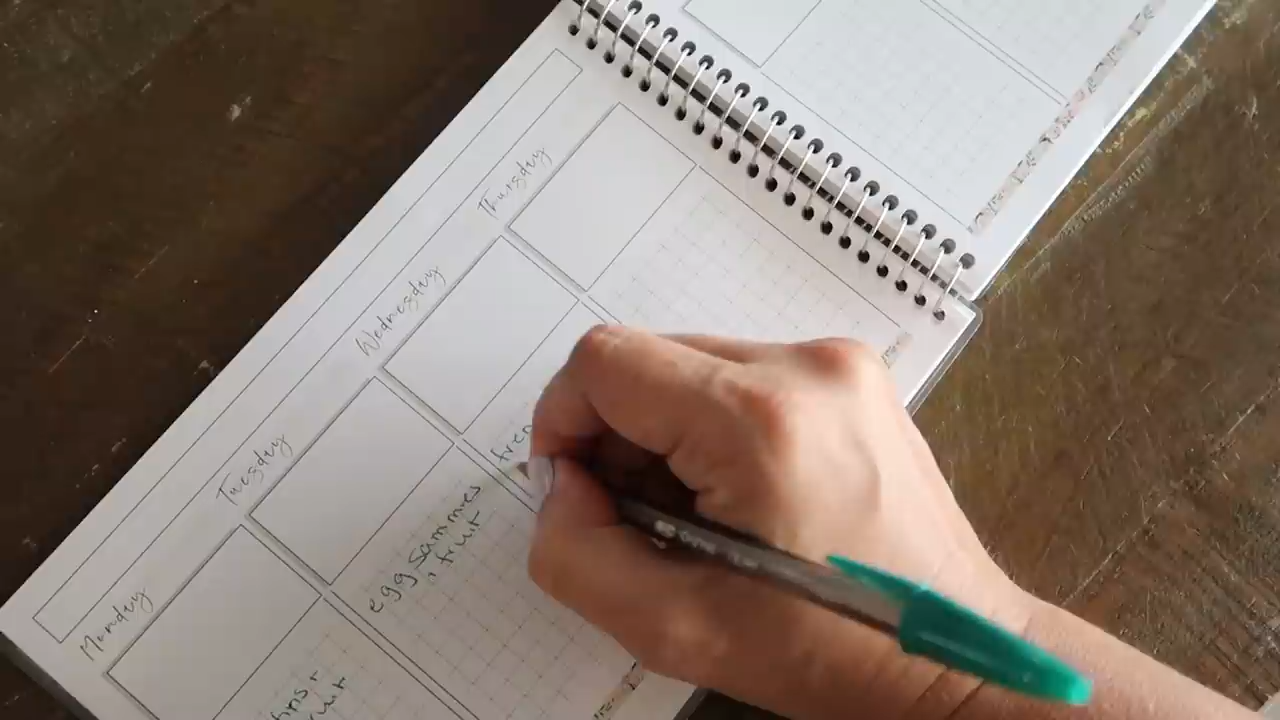 Monday
Tuesday
Wednesday
Thursday
egg sammies
+ fruit